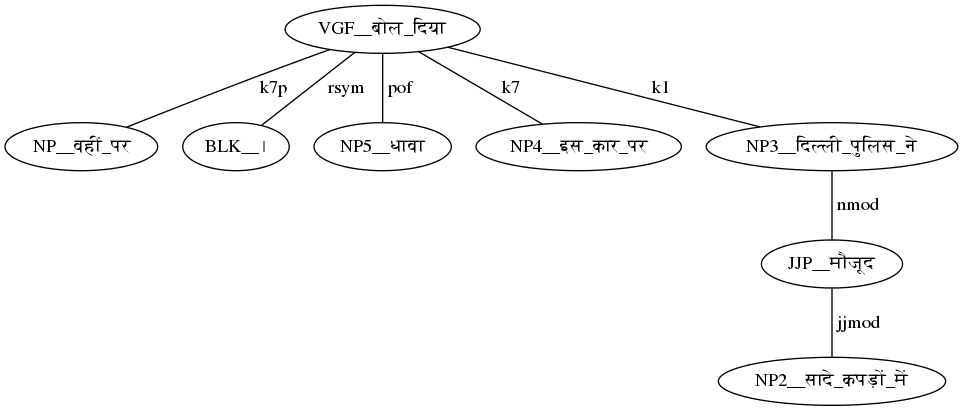 VGF__बोल_दिया
k7p
rsym
pof
k7
k1
NP__वहीं_पर
BLK__।
NP5__धावा
NP4__इस_कार_पर
NP3__दिल्ली_पुलिस_ने
nmod
JJP__मौजूद
jjmod
NP2__सादे_कपड़ों_में